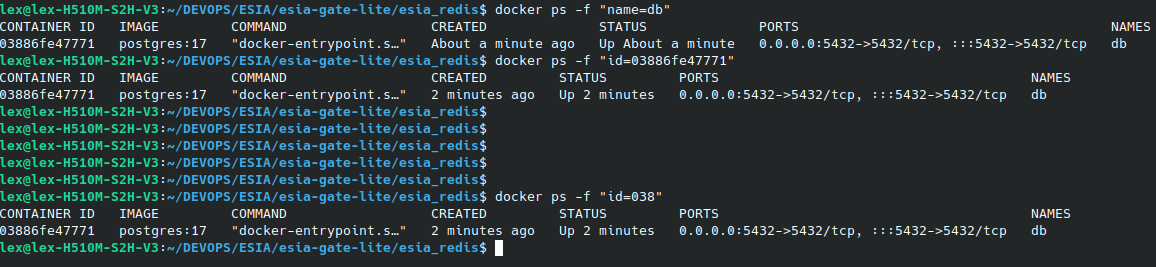 lex@lex-H510M-S2H-V3:~/DEVOPS/ESIA/esia-gate-lite/esia_redis$ docker ps -f "name=db"
CONTAINER ID   IMAGE         COMMAND                  CREATED              STATUS              PORTS                                       NAMES
03886fe47771   postgres:17   "docker-entrypoint.s…"   About a minute ago   Up About a minute   0.0.0.0:5432->5432/tcp, :::5432->5432/tcp   db
lex@lex-H510M-S2H-V3:~/DEVOPS/ESIA/esia-gate-lite/esia_redis$ docker ps -f "id=03886fe47771"
CONTAINER ID   IMAGE         COMMAND                  CREATED         STATUS         PORTS                                       NAMES
03886fe47771   postgres:17   "docker-entrypoint.s…"   2 minutes ago   Up 2 minutes   0.0.0.0:5432->5432/tcp, :::5432->5432/tcp   db
lex@lex-H510M-S2H-V3:~/DEVOPS/ESIA/esia-gate-lite/esia_redis$
lex@lex-H510M-S2H-V3:~/DEVOPS/ESIA/esia-gate-lite/esia_redis$
lex@lex-H510M-S2H-V3:~/DEVOPS/ESIA/esia-gate-lite/esia_redis$
lex@lex-H510M-S2H-V3:~/DEVOPS/ESIA/esia-gate-lite/esia_redis$
lex@lex-H510M-S2H-V3:~/DEVOPS/ESIA/esia-gate-lite/esia_redis$
lex@lex-H510M-S2H-V3:~/DEVOPS/ESIA/esia-gate-lite/esia_redis$ docker ps -f "id=038"
CONTAINER ID   IMAGE         COMMAND                  CREATED         STATUS         PORTS                                       NAMES
03886fe47771   postgres:17   "docker-entrypoint.s…"   2 minutes ago   Up 2 minutes   0.0.0.0:5432->5432/tcp, :::5432->5432/tcp   db
lex@lex-H510M-S2H-V3:~/DEVOPS/ESIA/esia-gate-lite/esia_redis$